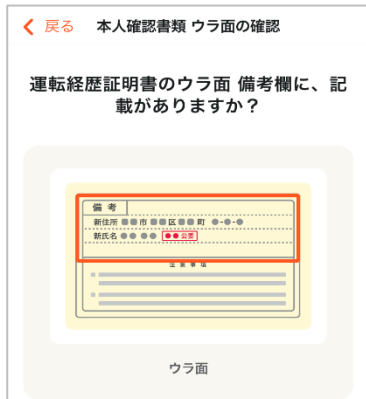 戻る 本人確認書類 ウラ面の確認
運転経歴証明書のウラ面 備考欄に、記
載がありますか？
備 考
新住所 ●●市●●区●●町 ●-●-●
新氏名 ●● ●● ●●公委
注 意 事 項
ウラ面